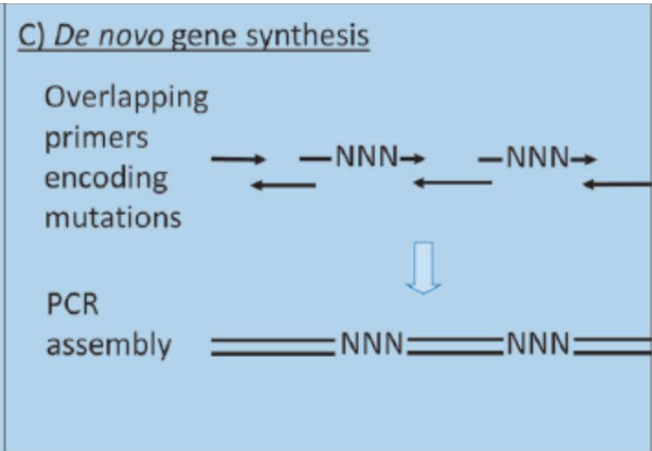 C) De novo gene synthesis
Overlapping
primers
encoding
mutations
NNN
NNN
PCR
assembly
NNN
NNN